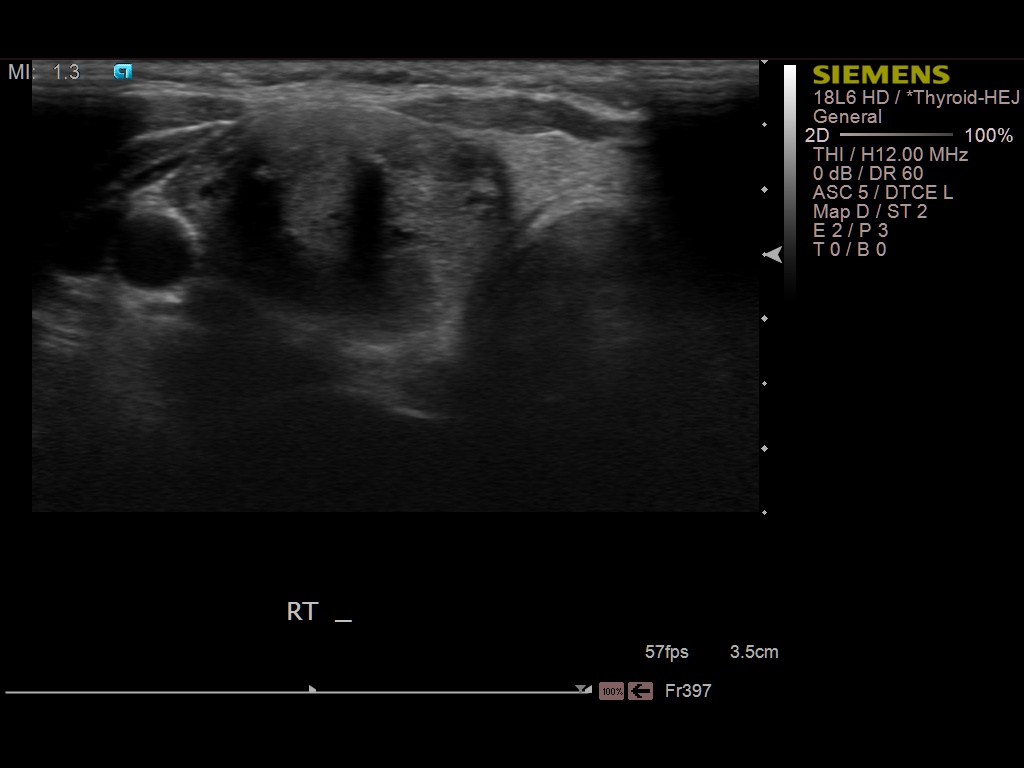 MI: 1.3
SIEMENS
18L6 HD / *Thyroid-HEJ
General
2D 100%
THI / H12.00 MHz
0 dB / DR 60
ASC 5 / DTCE L
Map D / ST 2
E 2 / P 3
T 0 / B 0
RT _
57fps 3.5cm
100% Fr397